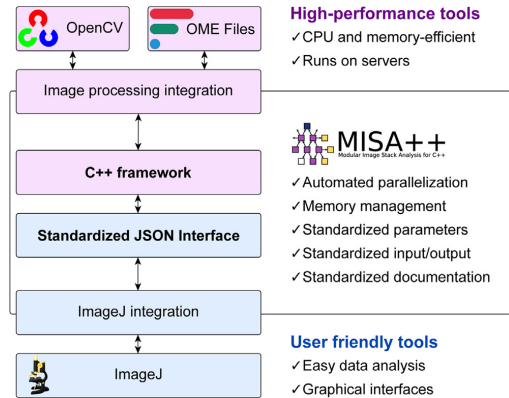 OpenCV
OME Files
Image processing integration
C++ framework
Standardized JSON Interface
ImageJ integration
ImageJ
High-performance tools
✓CPU and memory-efficient
✓Runs on servers
MISA++
Modular Image Stack Analysis for C++
✓Automated parallelization
✓Memory management
✓Standardized parameters
✓Standardized input/output
✓Standardized documentation
User friendly tools
✓Easy data analysis
✓Graphical interfaces